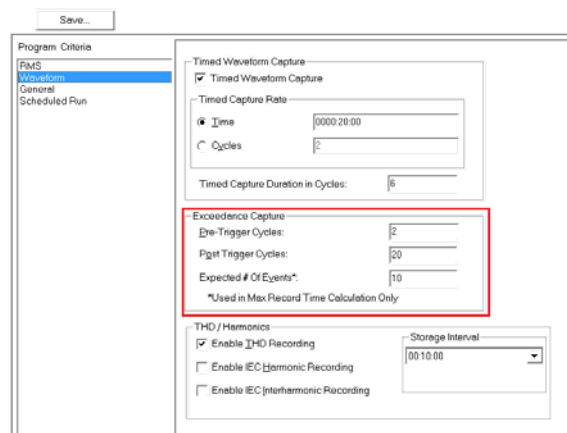 Save...
Program Criteria
RMS
Waveform
General
Scheduled Run
Timed Waveform Capture
Timed Waveform Capture
Timed Capture Rate
Time
0000:20:00
Cycles
2
Timed Capture Duration in Cycles:
6
Exceedance Capture
Pre-Trigger Cycles:
2
Post Trigger Cycles:
20
Expected # Of Events*:
10
*Used in Max Record Time Calculation Only
THD / Harmonics
Enable THD Recording
Enable IEC Harmonic Recording
Enable IEC Interharmonic Recording
Storage Interval
00:10:00